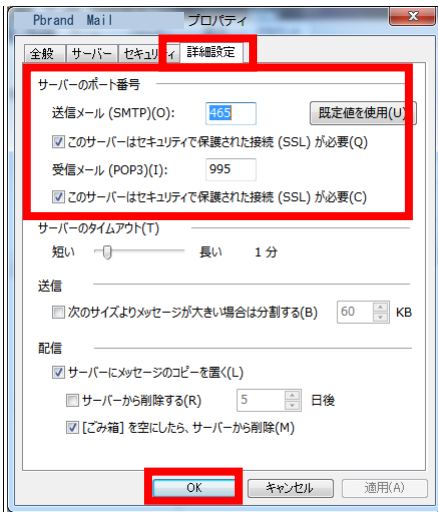 Pbrand Mail プロパティ
全般 サーバー セキュリティ 詳細設定
サーバーのポート番号
送信メール (SMTP)(O): 465 既定値を使用(U)
このサーバーはセキュリティで保護された接続 (SSL) が必要(Q)
受信メール (POP3)(I): 995
このサーバーはセキュリティで保護された接続 (SSL) が必要(C)
サーバーのタイムアウト(T)
短い 長い 1 分
送信
次のサイズよりメッセージが大きい場合は分割する(B) 60 KB
配信
サーバーにメッセージのコピーを置く(L)
サーバーから削除する(R) 5 日後
[ごみ箱] を空にしたら、サーバーから削除(M)
OK キャンセル 適用(A)